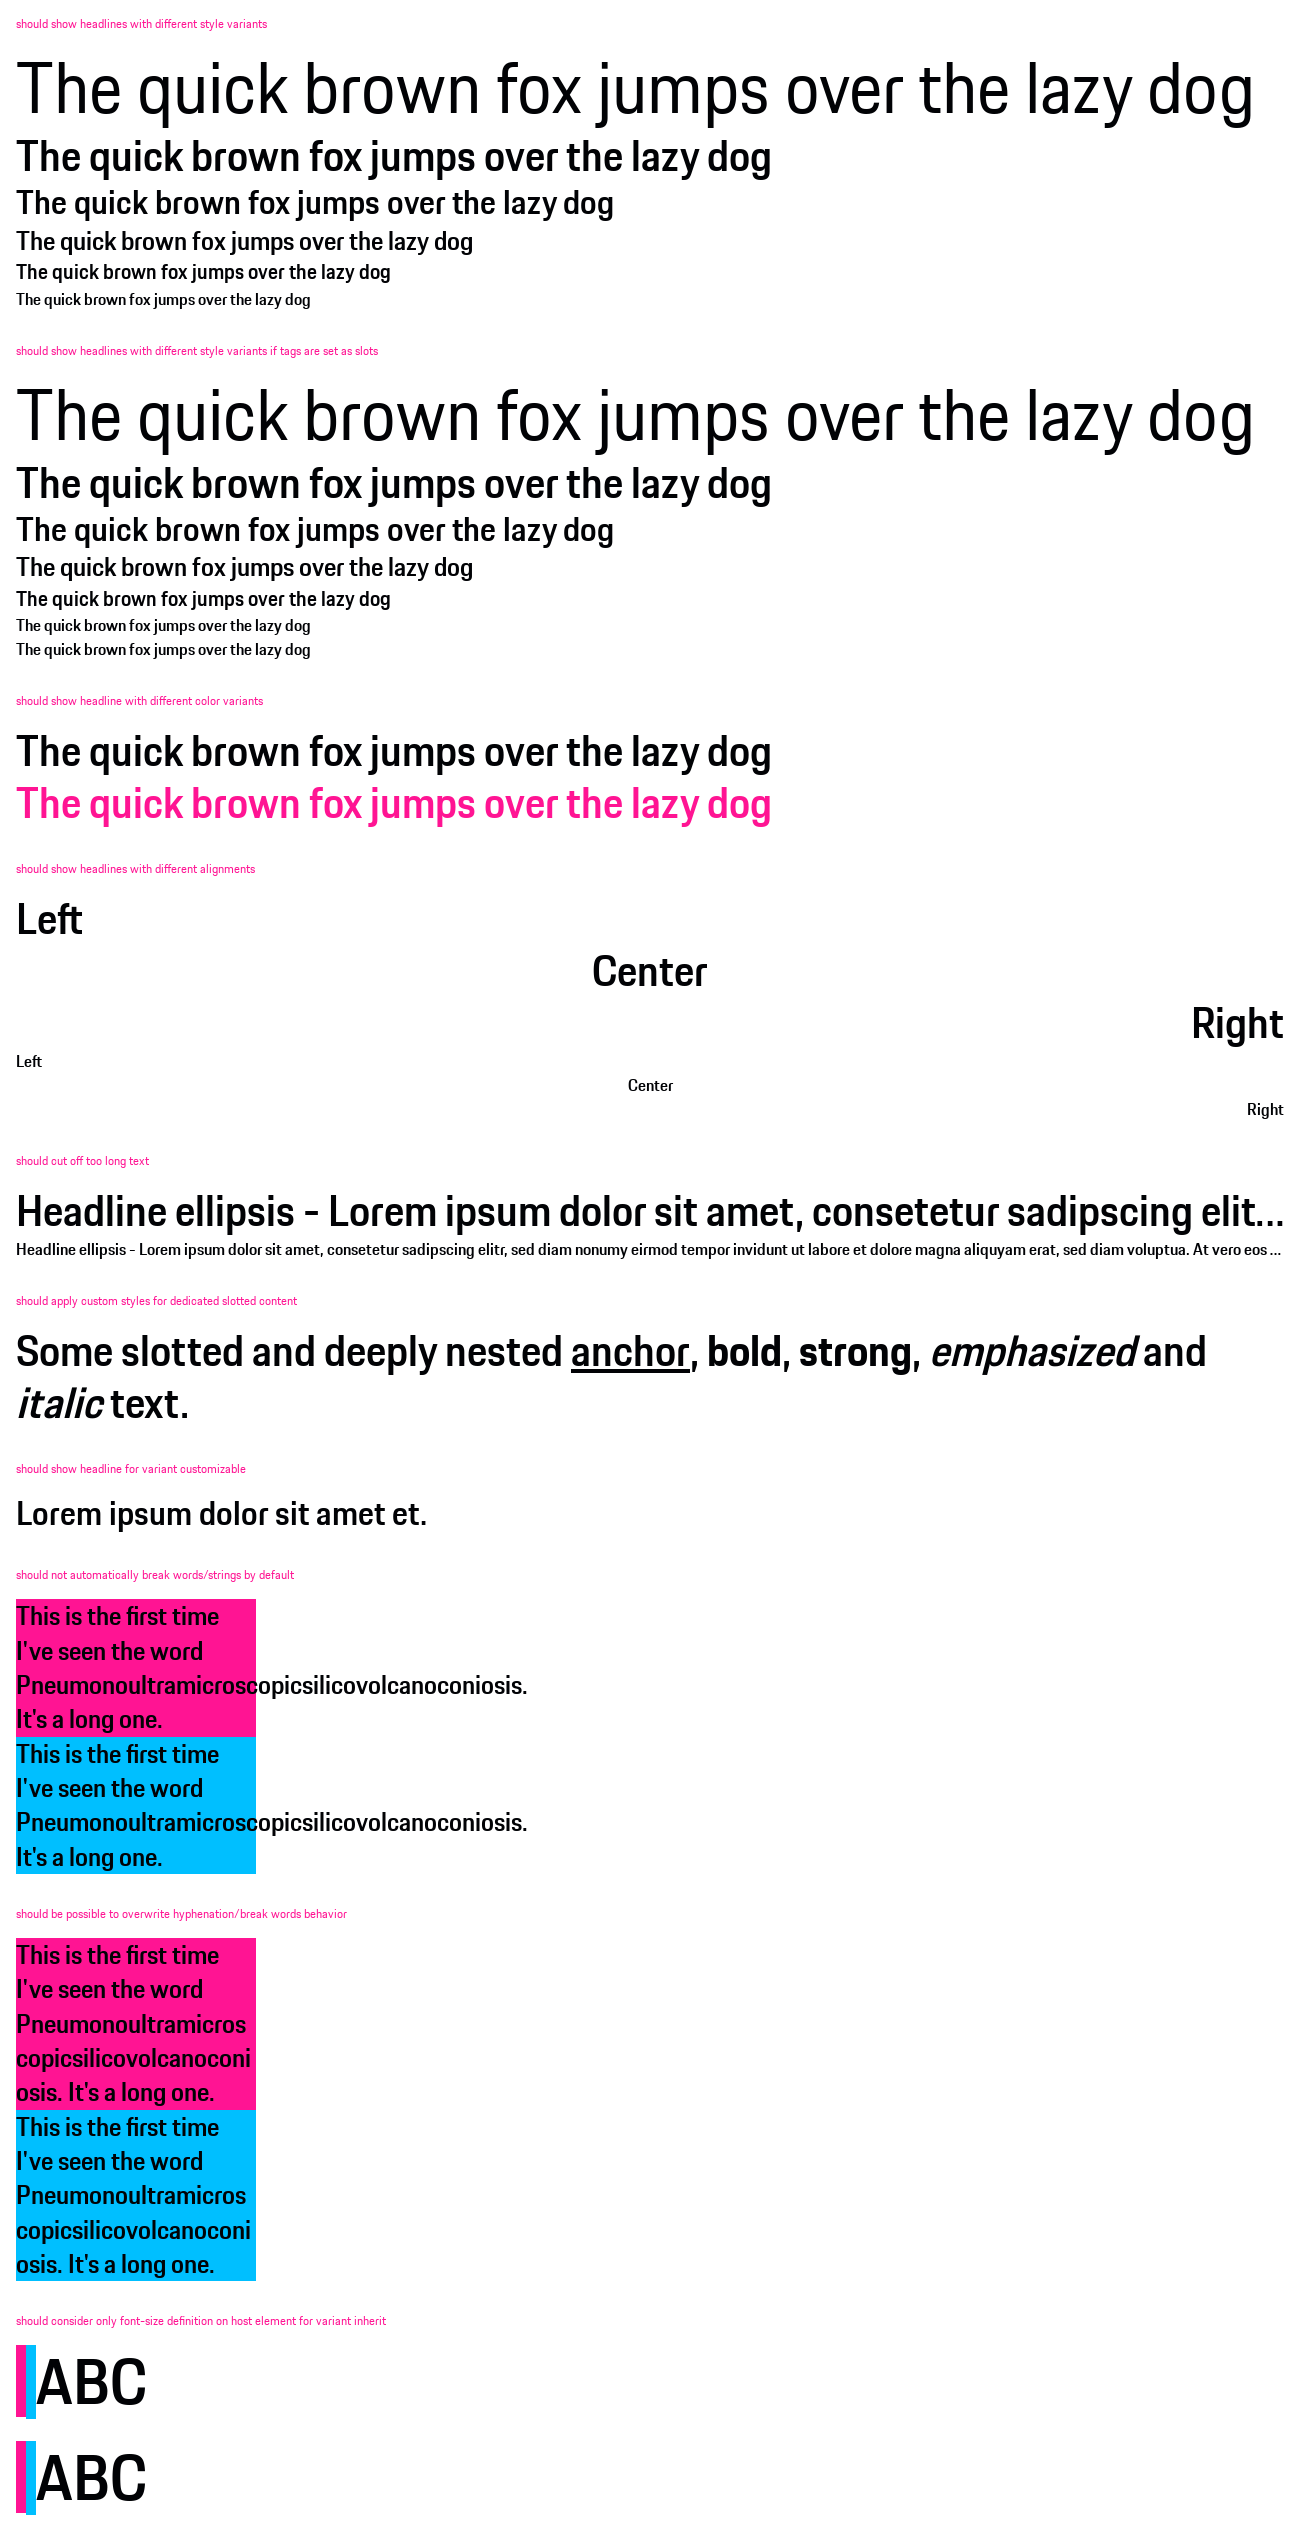 should show headlines with different style variants
The quick brown fox jumps over the lazy dog
The quick brown fox jumps over the lazy dog
The quick brown fox jumps over the lazy dog
The quick brown fox jumps over the lazy dog
The quick brown fox jumps over the lazy dog
The quick brown fox jumps over the lazy dog
should show headlines with different style variants if tags are set as slots
The quick brown fox jumps over the lazy dog
The quick brown fox jumps over the lazy dog
The quick brown fox jumps over the lazy dog
The quick brown fox jumps over the lazy dog
The quick brown fox jumps over the lazy dog
The quick brown fox jumps over the lazy dog
The quick brown fox jumps over the lazy dog
should show headline with different color variants
The quick brown fox jumps over the lazy dog
The quick brown fox jumps over the lazy dog
should show headlines with different alignments
Left
Center
Right
Left
Center
Right
should cut off too long text
Headline ellipsis - Lorem ipsum dolor sit amet, consetetur sadipscing elit…
Headline ellipsis - Lorem ipsum dolor sit amet, consetetur sadipscing elitr, sed diam nonumy eirmod tempor invidunt ut labore et dolore magna aliquyam erat, sed diam voluptua. At vero eos …
should apply custom styles for dedicated slotted content
Some slotted and deeply nested anchor, bold, strong, emphasized and
italic text.
should show headline for variant customizable
Lorem ipsum dolor sit amet et.
should not automatically break words/strings by default
This is the first time
I've seen the word
Pneumonoultramicroscopicsilicovolcanoconiosis.
It's a long one.
This is the first time
I've seen the word
Pneumonoultramicroscopicsilicovolcanoconiosis.
It's a long one.
should be possible to overwrite hyphenation/break words behavior
This is the first time
I've seen the word
Pneumonoultramicros
copicsilicovolcanoconi
osis. It's a long one.
This is the first time
I've seen the word
Pneumonoultramicros
copicsilicovolcanoconi
osis. It's a long one.
should consider only font-size definition on host element for variant inherit
ABC
ABC